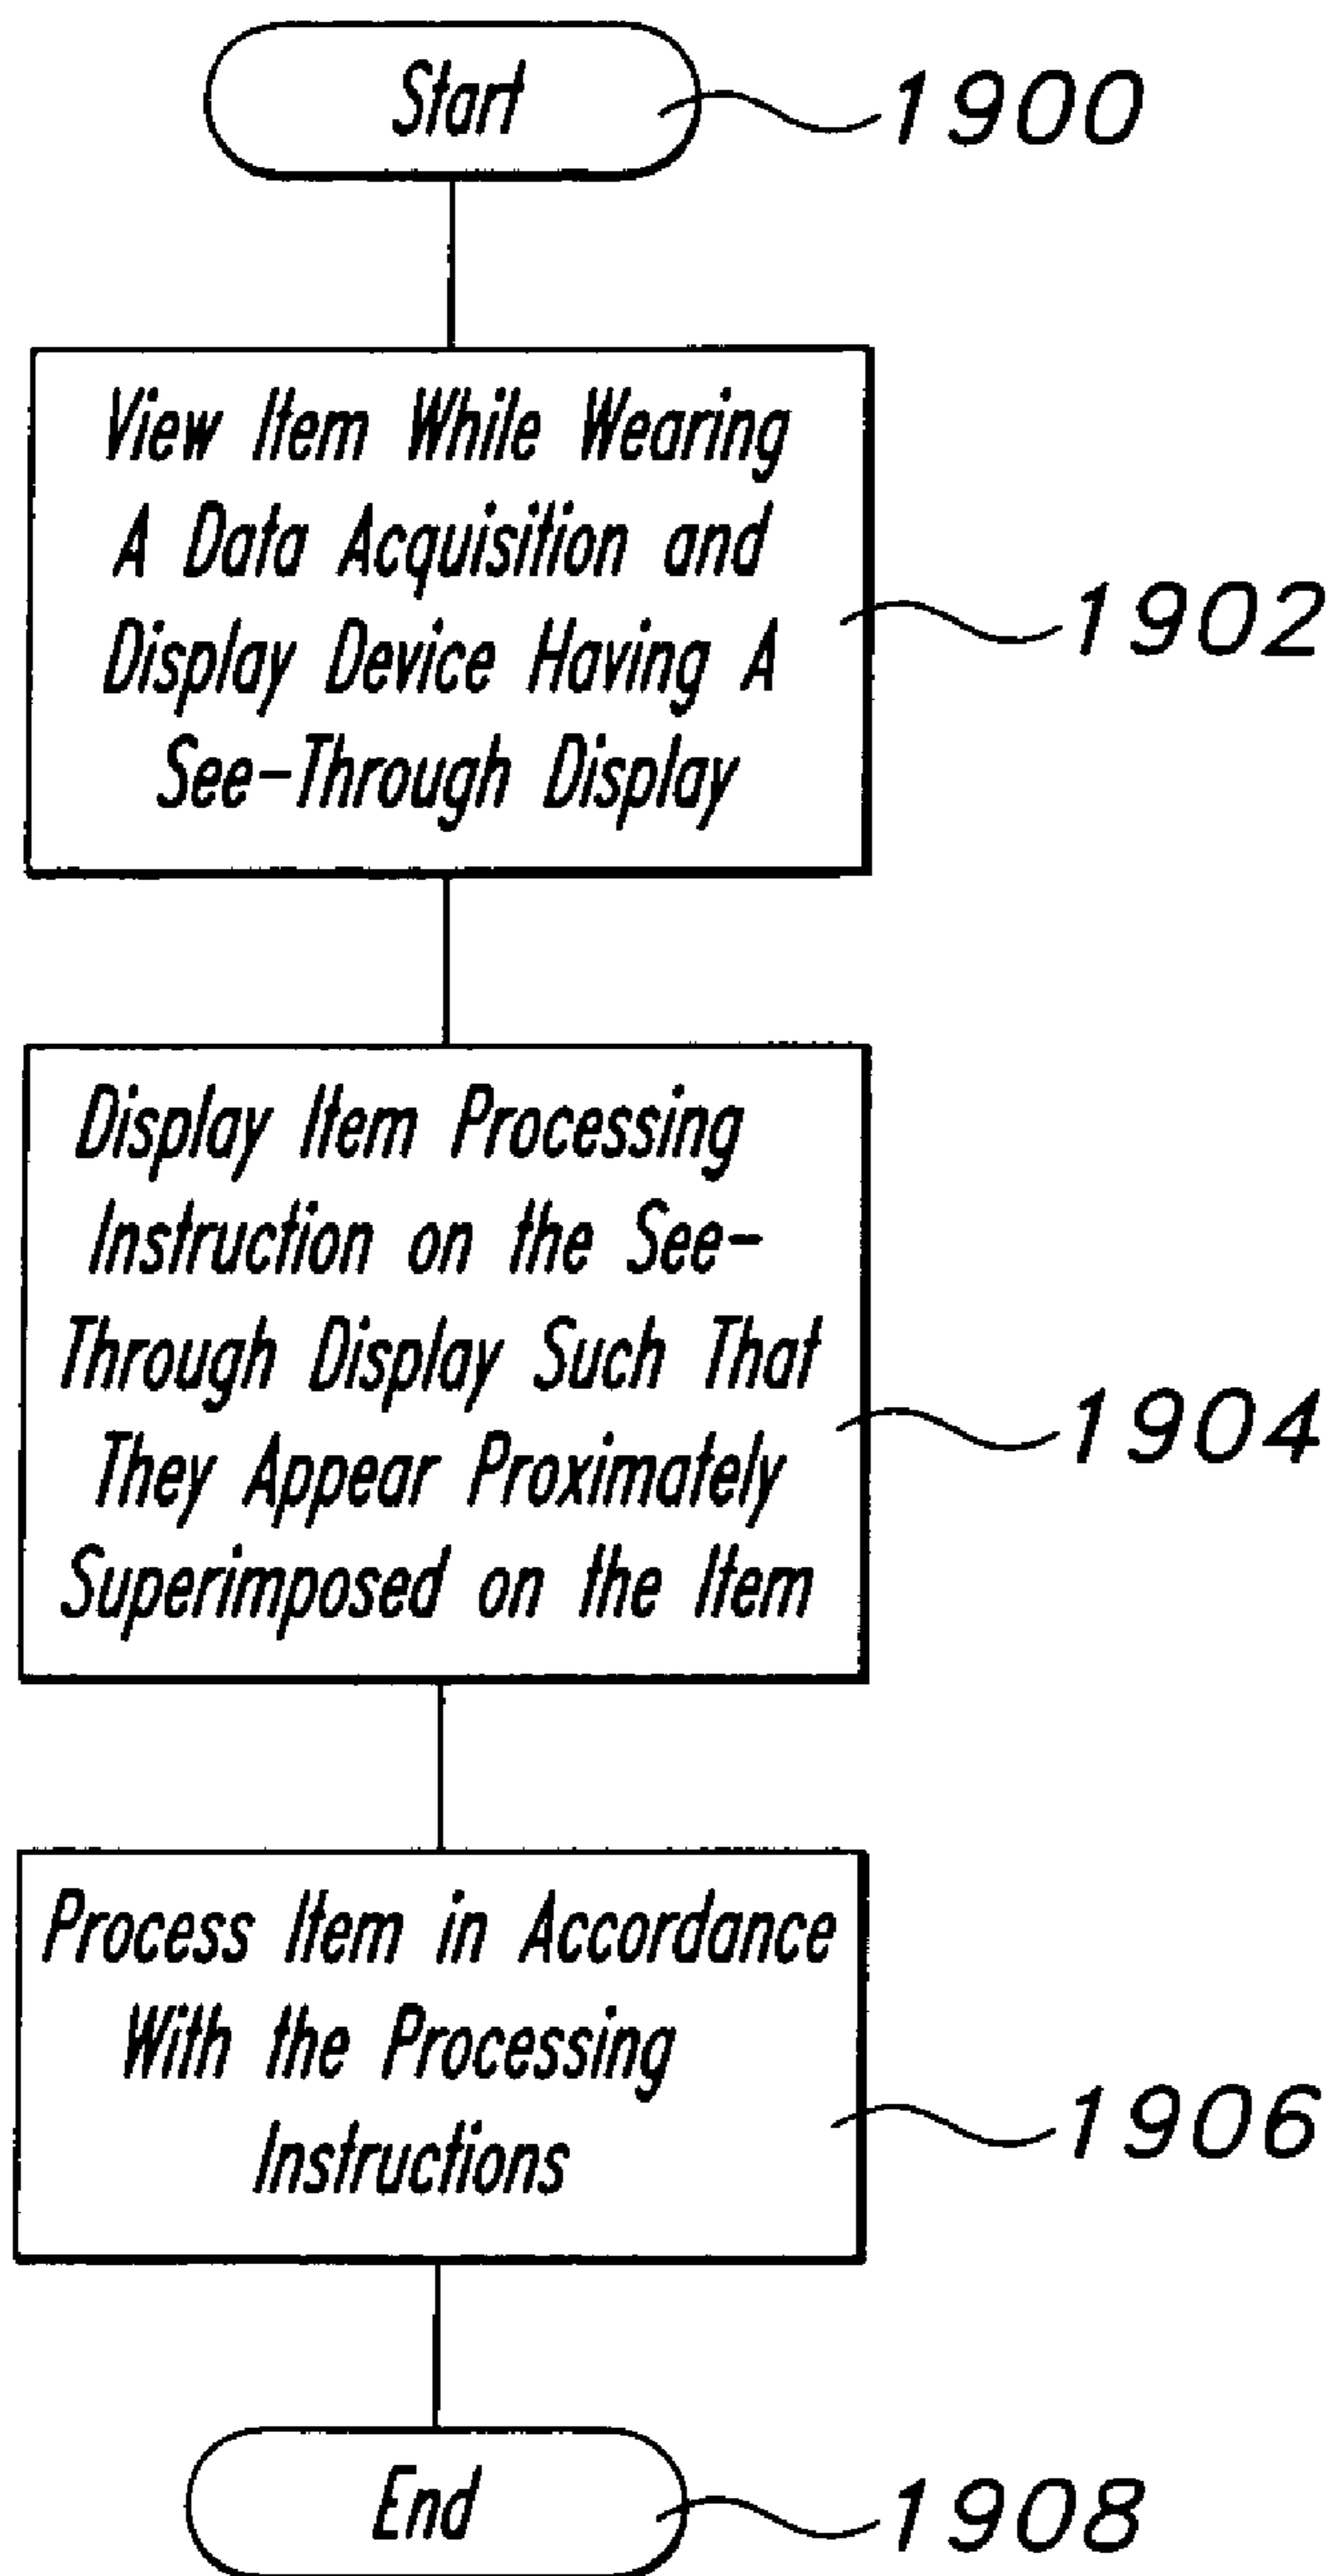 Start
1900
View Item While Wearing
A Data Acquisition and
Display Device Having A
See-Through Display
1902
Display Item Processing
Instruction on the See-
Through Display Such That
They Appear Proximately
Superimposed on the Item
1904
Process Item in Accordance
With the Processing
Instructions
1906
End
1908